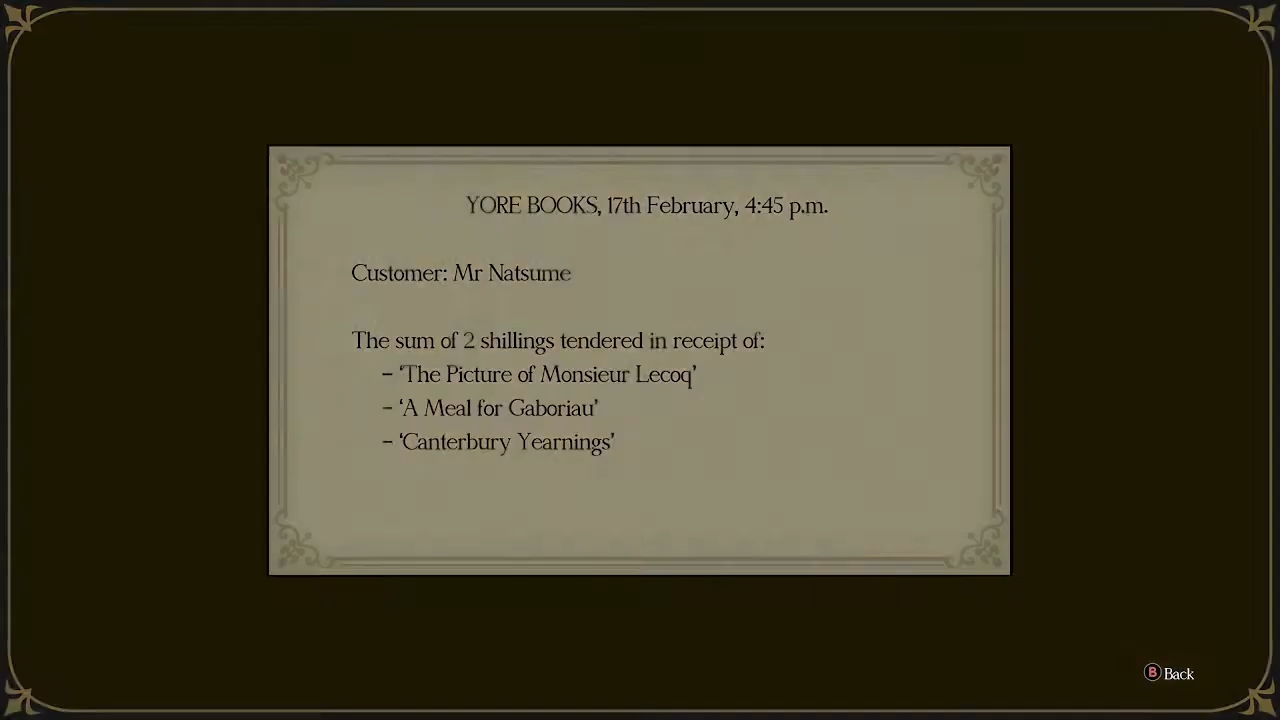 YORE BOOKS, 17th February, 4:45 p.m.
Customer: Mr Natsume
The sum of 2 shillings tendered in receipt of:
– ‘The Picture of Monsieur Lecoq’
– ‘A Meal for Gaboriau’
– ‘Canterbury Yearnings’
B Back